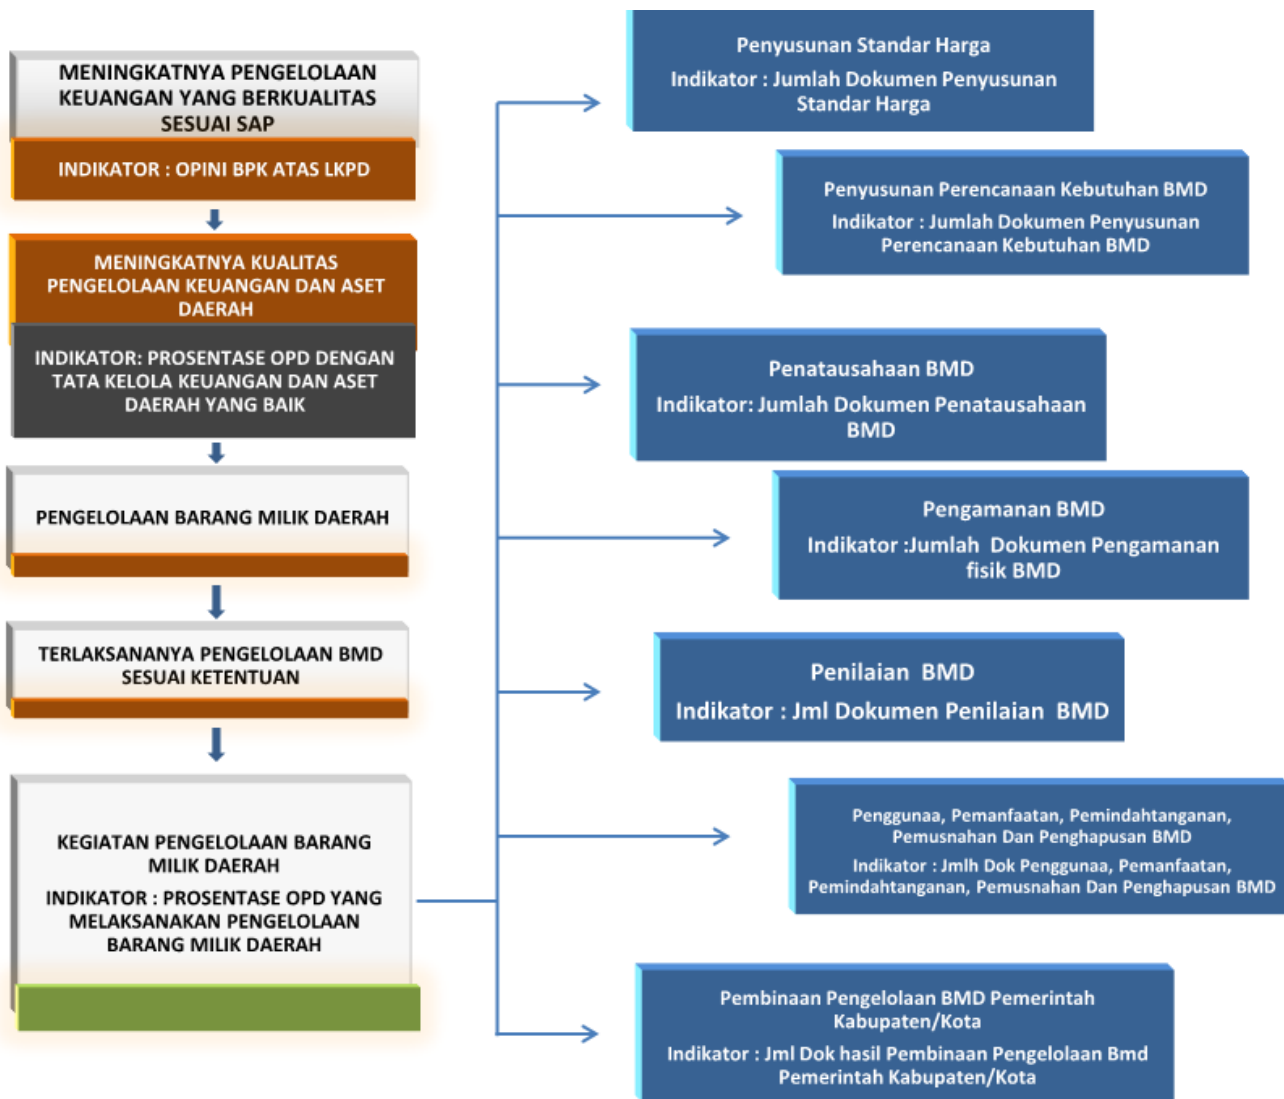 MENINGKATNYA PENGELOLAAN
KEUANGAN YANG BERKUALITAS
SESUAI SAP
INDIKATOR : OPINI BPK ATAS LKPD
MENINGKATNYA KUALITAS
PENGELOLAAN KEUANGAN DAN ASET
DAERAH
INDIKATOR: PROSENTASE OPD DENGAN
TATA KELOLA KEUANGAN DAN ASET
DAERAH YANG BAIK
PENGELOLAAN BARANG MILIK DAERAH
TERLAKSANANYA PENGELOLAAN BMD
SESUAI KETENTUAN
KEGIATAN PENGELOLAAN BARANG
MILIK DAERAH
INDIKATOR : PROSENTASE OPD YANG
MELAKSANAKAN PENGELOLAAN
BARANG MILIK DAERAH
Penyusunan Standar Harga
Indikator : Jumlah Dokumen Penyusunan
Standar Harga
Penyusunan Perencanaan Kebutuhan BMD
Indikator : Jumlah Dokumen Penyusunan
Perencanaan Kebutuhan BMD
Penatausahaan BMD
Indikator: Jumlah Dokumen Penatausahaan
BMD
Pengamanan BMD
Indikator :Jumlah Dokumen Pengamanan
fisik BMD
Penilaian BMD
Indikator : Jml Dokumen Penilaian BMD
Penggunaa, Pemanfaatan, Pemindahtanganan,
Pemusnahan Dan Penghapusan BMD
Indikator : Jmlh Dok Penggunaa, Pemanfaatan,
Pemindahtanganan, Pemusnahan Dan Penghapusan BMD
Pembinaan Pengelolaan BMD Pemerintah
Kabupaten/Kota
Indikator : Jml Dok hasil Pembinaan Pengelolaan Bmd
Pemerintah Kabupaten/Kota